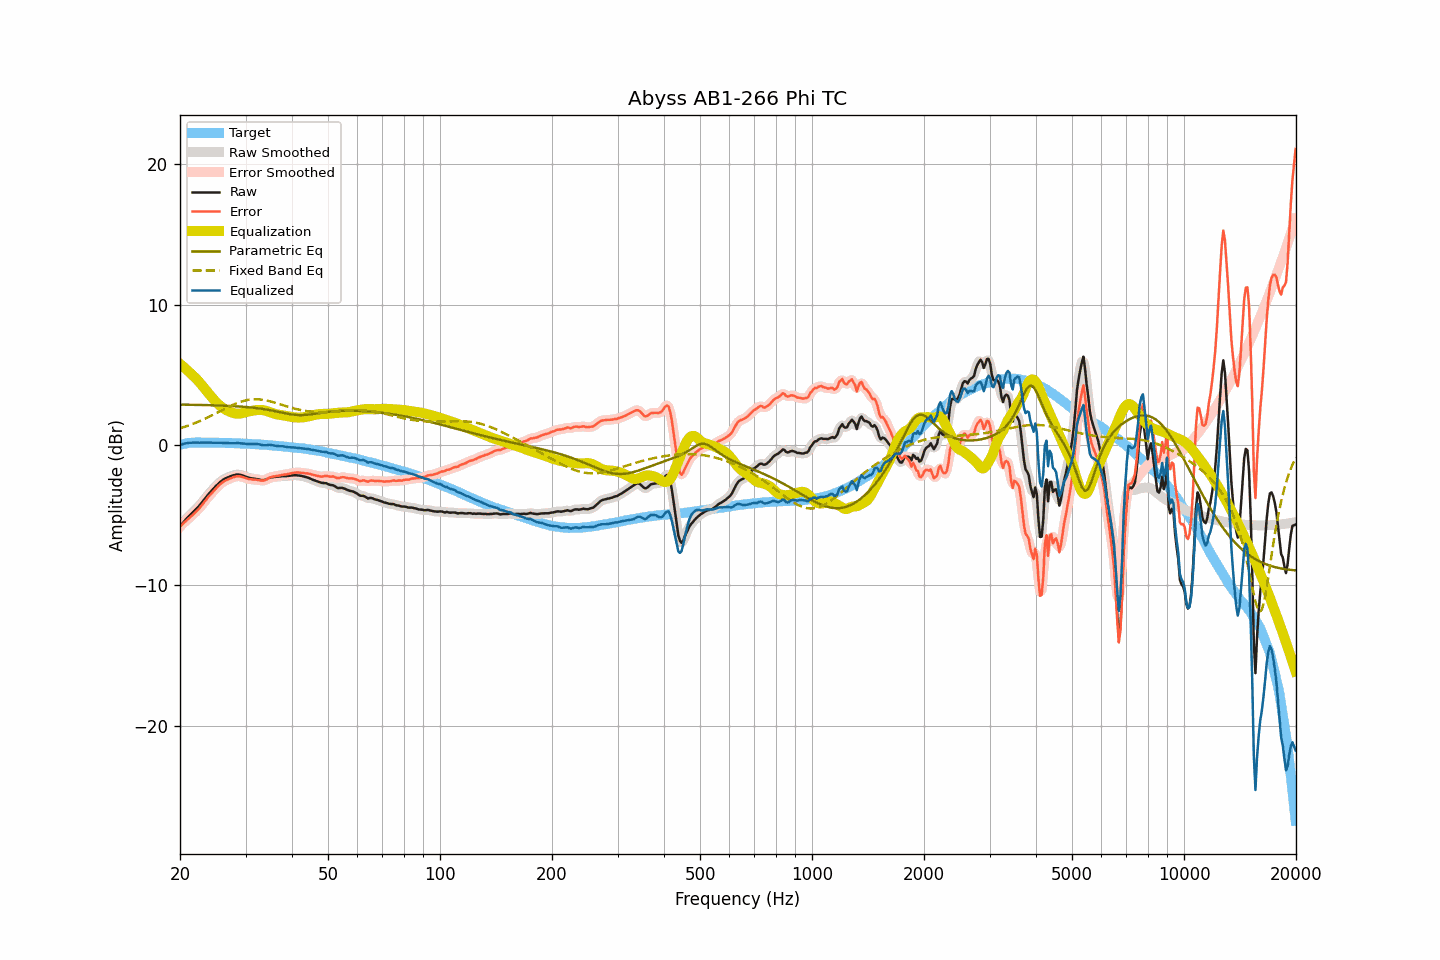 Abyss AB1-266 Phi TC
Target
Raw Smoothed
Error Smoothed
Raw
Error
Equalization
Parametric Eq
Fixed Band Eq
Equalized
20
10
0
−10
−20
Amplitude (dBr)
20 50 100 200 500 1000 2000 5000 10000 20000
Frequency (Hz)